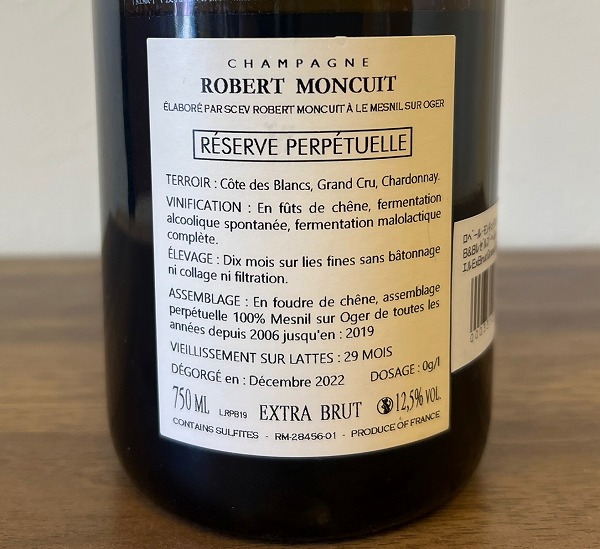 CHAMPAGNE
ROBERT MONCUIT
ÉLABORÉ PAR SCEV ROBERT MONCUIT À LE MESNIL SUR OGER
RÉSERVE PERPÉTUELLE
TERROIR : Côte des Blancs, Grand Cru, Chardonnay.
VINIFICATION : En fûts de chêne, fermentation
alcoolique spontanée, fermentation malolactique
complète.
ÉLEVAGE : Dix mois sur lies fines sans bâtonnage
ni collage ni filtration.
ASSEMBLAGE : En foudre de chêne, assemblage
perpétuelle 100% Mesnil sur Oger de toutes les
années depuis 2006 jusqu'en : 2019
VIEILLISSEMENT SUR LATTES : 29 MOIS
DÉGORGÉ en : Décembre 2022 DOSAGE : 0g/l
750 ML LRPB19 EXTRA BRUT 12,5% VOL.
CONTAINS SULFITES - RM-28456-01 - PRODUCE OF FRANCE